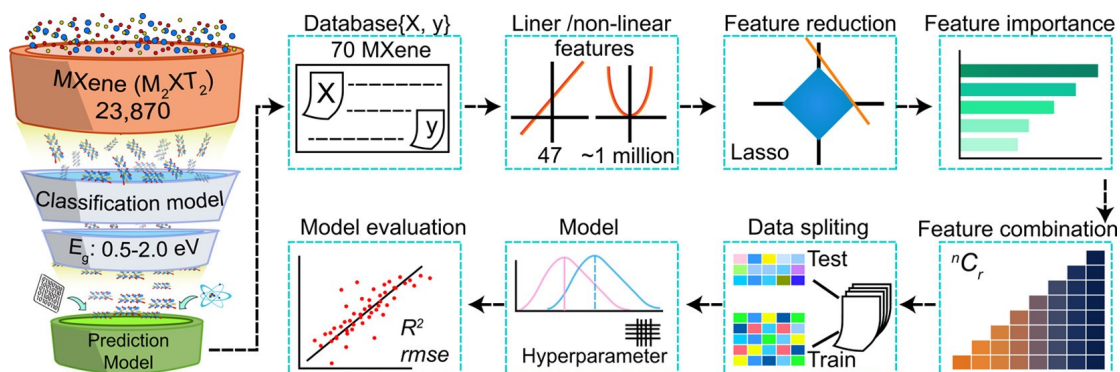 MXene (M₂XT₂)
23,870
Classification model
E_g: 0.5-2.0 eV
Prediction
Model
Database{X, y}
70 MXene
X
y
Liner /non-linear
features
47
~1 million
Feature reduction
Lasso
Feature importance
Feature combination
ⁿCᵣ
Data spliting
Test
Train
Model
Hyperparameter
Model evaluation
R²
rmse